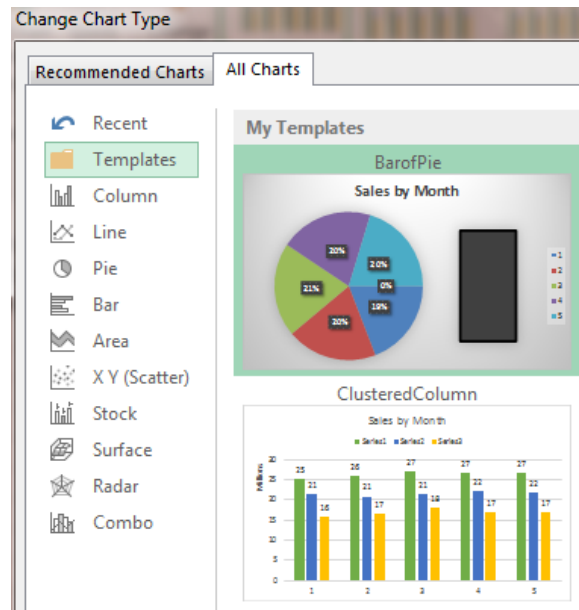 Change Chart Type
Recommended Charts
All Charts
Recent
Templates
Column
Line
Pie
Bar
Area
X Y (Scatter)
Stock
Surface
Radar
Combo
My Templates
BarofPie
Sales by Month
20%
20%
21%
0%
19%
20%
1
2
3
4
5
ClusteredColumn
Sales by Month
Series1 Series2 Series3
Millions
30
25
20
15
10
5
0
25 21 16
26 21 17
27 21 18
27 22 17
27 22 17
1 2 3 4 5